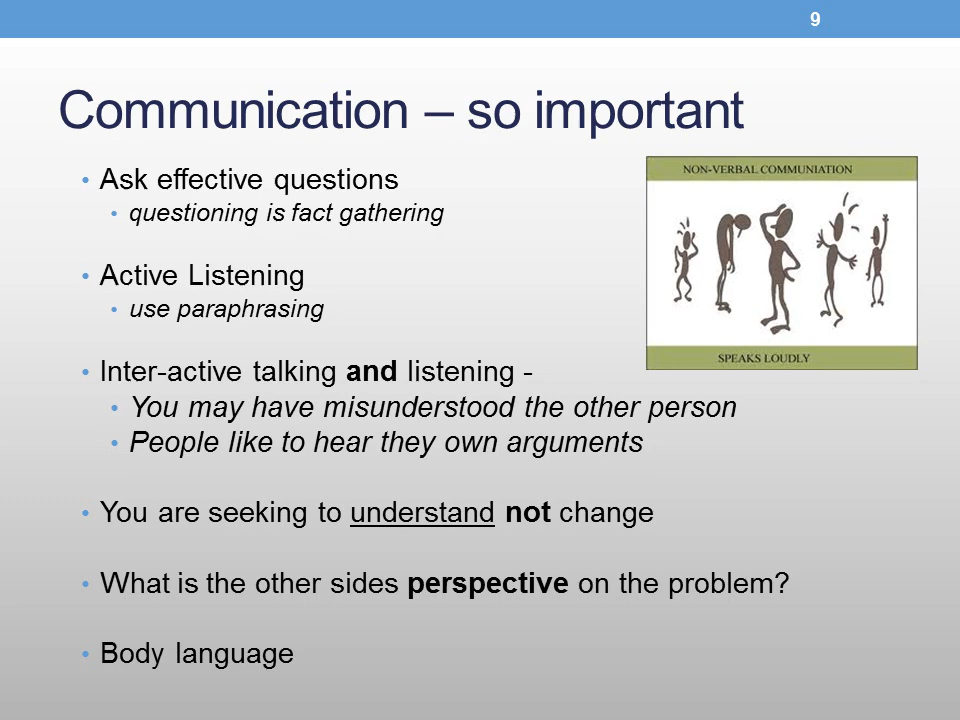 9
Communication – so important
• Ask effective questions
• questioning is fact gathering
• Active Listening
• use paraphrasing
• Inter-active talking and listening -
• You may have misunderstood the other person
• People like to hear they own arguments
• You are seeking to understand not change
• What is the other sides perspective on the problem?
• Body language
NON-VERBAL COMMUNIATION
SPEAKS LOUDLY